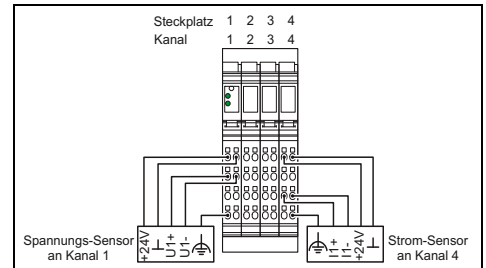 Steckplatz 1 2 3 4
Kanal 1 2 3 4
Spannungs-Sensor
an Kanal 1
+24V
⊥
U1+
U1-
I1+
I1-
+24V
⊥
Strom-Sensor
an Kanal 4